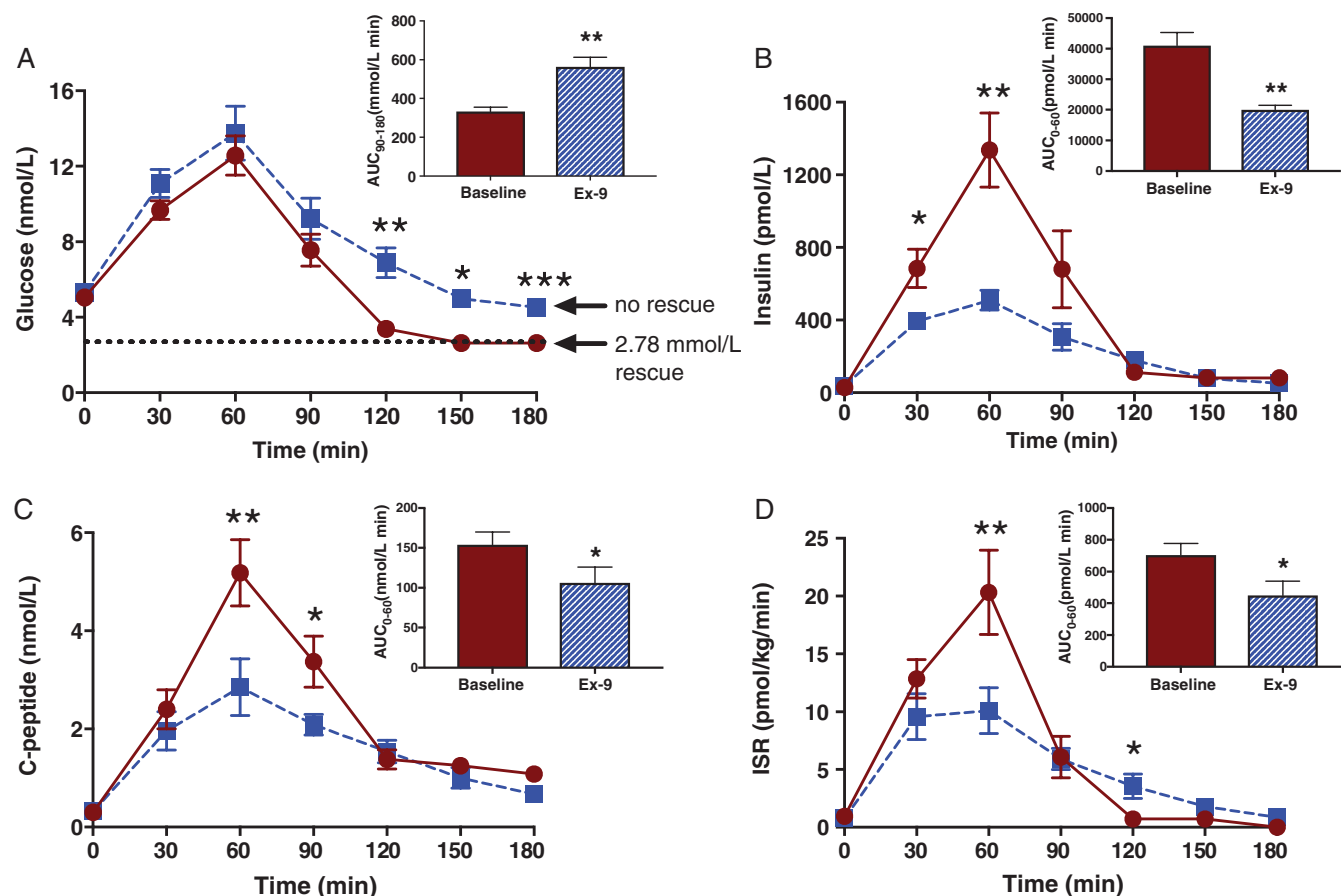 A
Glucose (nmol/L)
16
12
8
4
0
0 30 60 90 120 150 180
Time (min)
**
*
***
no rescue
2.78 mmol/L
rescue
AUC90-180(mmol/L min)
800
600
400
200
0
**
Baseline Ex-9
B
Insulin (pmol/L)
1600
1200
800
400
0
0 30 60 90 120 150 180
Time (min)
*
**
AUC0-60(pmol/L min)
50000
40000
30000
20000
10000
0
**
Baseline Ex-9
C
C-peptide (nmol/L)
6
4
2
0
0 30 60 90 120 150 180
Time (min)
**
*
AUC0-60(nmol/L min)
200
150
100
50
0
*
Baseline Ex-9
D
ISR (pmol/kg/min)
25
20
15
10
5
0
0 30 60 90 120 150 180
Time (min)
**
*
AUC0-60(pmol/L min)
1000
800
600
400
200
0
*
Baseline Ex-9